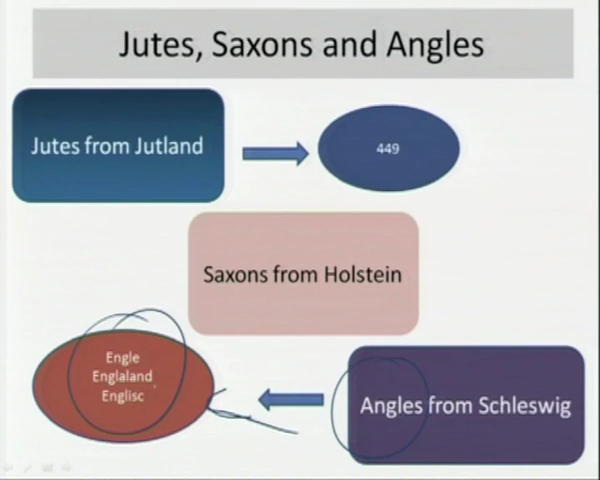 Jutes, Saxons and Angles
Jutes from Jutland
449
Saxons from Holstein
Engle
Englaland
Englisc
Angles from Schleswig